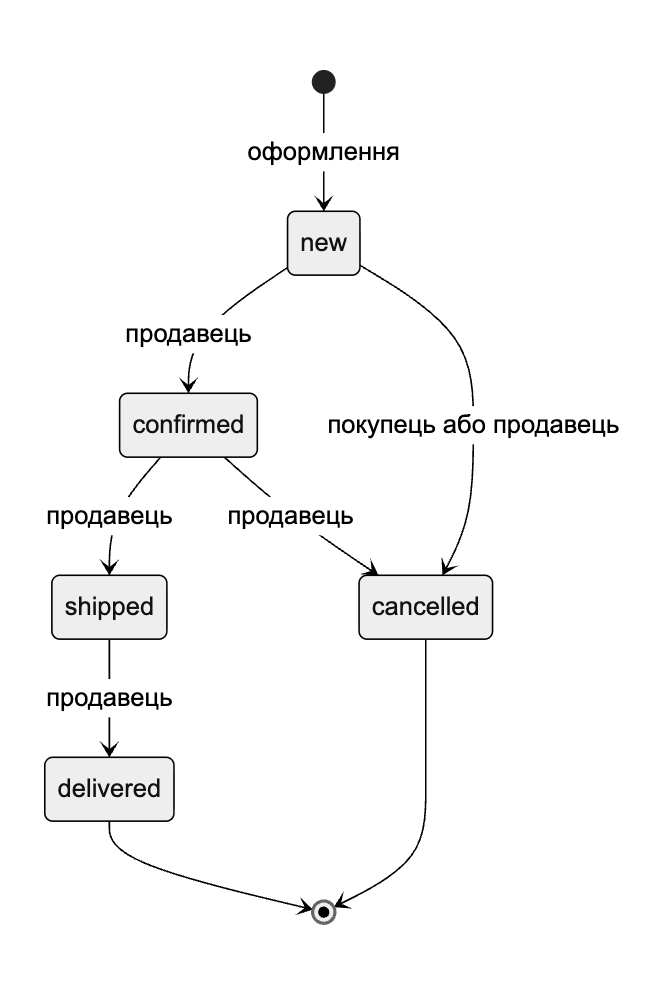 оформлення
new
продавець
confirmed
покупець або продавець
продавець
продавець
shipped
cancelled
продавець
delivered